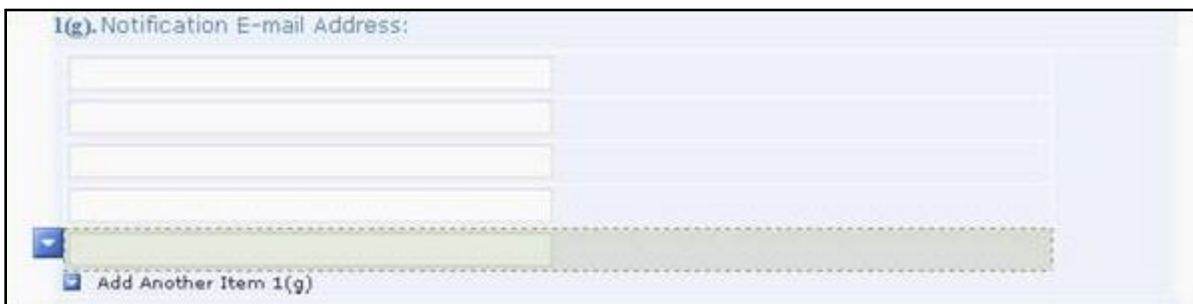 1(g). Notification E-mail Address:
Add Another Item 1(g)